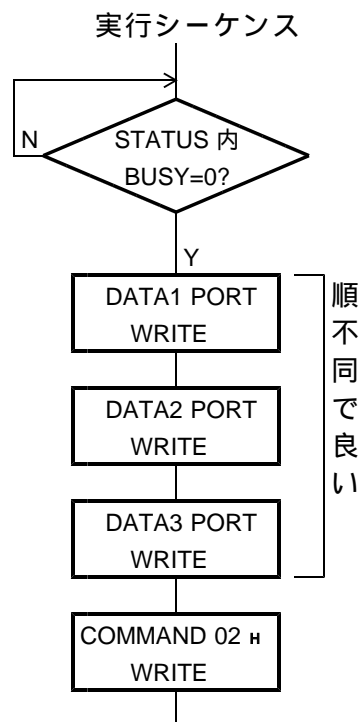 実行シーケンス
STATUS 内
BUSY=0?
N
Y
DATA1 PORT
WRITE
DATA2 PORT
WRITE
DATA3 PORT
WRITE
順不同で良い
COMMAND 02 H
WRITE